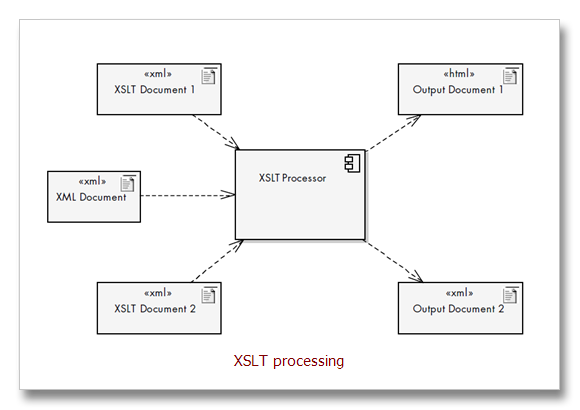 «xml»
XSLT Document 1
«html»
Output Document 1
«xml»
XML Document
XSLT Processor
«xml»
XSLT Document 2
«xml»
Output Document 2
XSLT processing